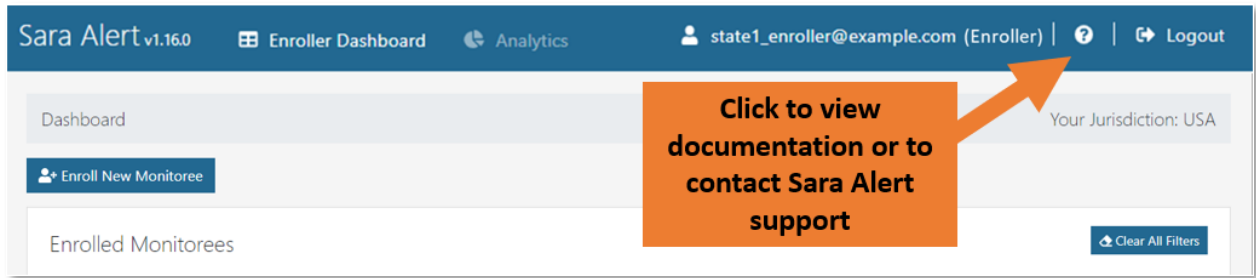 Sara Alert v1.16.0 Enroller Dashboard Analytics state1_enroller@example.com (Enroller) | ? | Logout
Dashboard
Your Jurisdiction: USA
Click to view
documentation or to
contact Sara Alert
support
Enroll New Monitoree
Enrolled Monitorees
Clear All Filters